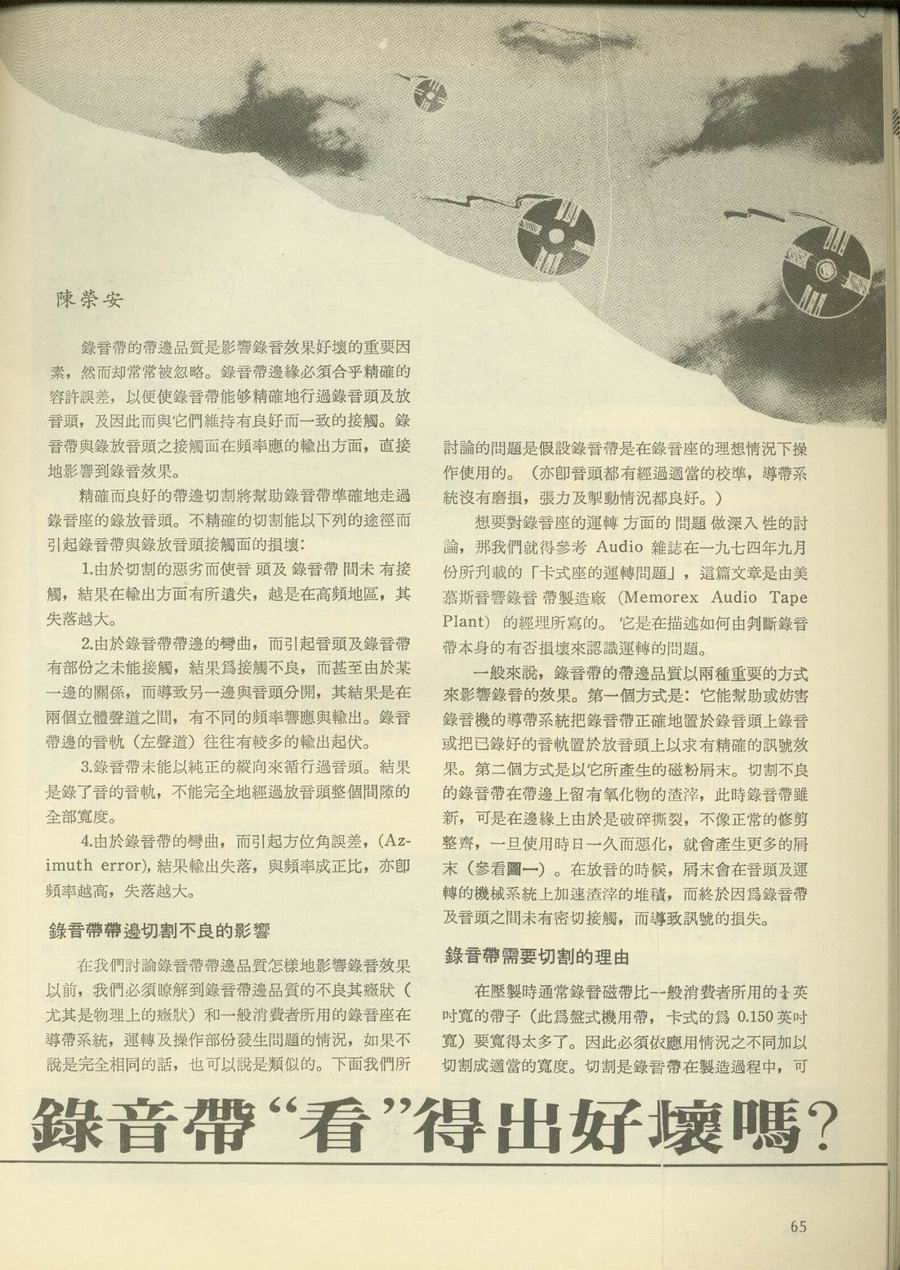 陳榮安
錄音帶的帶邊品質是影響錄音效果好壞的重要因
素，然而却常常被忽略。錄音帶邊緣必須合乎精確的
容許誤差，以便使錄音帶能够精確地行過錄音頭及放
音頭，及因此而與它們維持有良好而一致的接觸。錄
音帶與錄放音頭之接觸面在頻率應的輸出方面，直接
地影響到錄音效果。
精確而良好的帶邊切割將幫助錄音帶準確地走過
錄音座的錄放音頭。不精確的切割能以下列的途徑而
引起錄音帶與錄放音頭接觸面的損壞：
1.由於切割的惡劣而使音頭及錄音帶間未有接
觸，結果在輸出方面有所遺失，越是在高頻地區，其
失落越大。
2.由於錄音帶帶邊的彎曲，而引起音頭及錄音帶
有部份之未能接觸，結果爲接觸不良，而甚至由於某
一邊的關係，而導致另一邊與音頭分開，其結果是在
兩個立體聲道之間，有不同的頻率響應與輸出。錄音
帶邊的音軌（左聲道）往往有較多的輸出起伏。
3.錄音帶未能以純正的縱向來循行過音頭。結果
是錄了音的音軌，不能完全地經過放音頭整個間隙的
全部寬度。
4.由於錄音帶的彎曲，而引起方位角誤差，(Az-
imuth error)，結果輸出失落，與頻率成正比，亦卽
頻率越高，失落越大。
錄音帶帶邊切割不良的影響
在我們討論錄音帶帶邊品質怎樣地影響錄音效果
以前，我們必須瞭解到錄音帶邊品質的不良其癥狀（
尤其是物理上的癥狀）和一般消費者所用的錄音座在
導帶系統，運轉及操作部份發生問題的情況，如果不
說是完全相同的話，也可以說是類似的。下面我們所
討論的問題是假設錄音帶是在錄音座的理想情況下操
作使用的。（亦卽音頭都有經過適當的校準，導帶系
統沒有磨損，張力及掣動情況都良好。）
想要對錄音座的運轉方面的問題做深入性的討
論，那我們就得參考 Audio 雜誌在一九七四年九月
份所刋載的「卡式座的運轉問題」，這篇文章是由美
慕斯音響錄音帶製造廠 (Memorex Audio Tape
Plant) 的經理所寫的。它是在描述如何由判斷錄音
帶本身的有否損壞來認識運轉的問題。
一般來說，錄音帶的帶邊品質以兩種重要的方式
來影響錄音的效果。第一個方式是：它能幫助或妨害
錄音機的導帶系統把錄音帶正確地置於錄音頭上錄音
或把已錄好的音軌置於放音頭上以求有精確的訊號效
果。第二個方式是以它所產生的磁粉屑末。切割不良
的錄音帶在帶邊上留有氧化物的渣滓，此時錄音帶雖
新，可是在邊緣上由於是破碎撕裂，不像正常的修剪
整齊，一旦使用時日一久而惡化，就會產生更多的屑
末（參看圖一）。在放音的時候，屑末會在音頭及運
轉的機械系統上加速渣滓的堆積，而終於因爲錄音帶
及音頭之間未有密切接觸，而導致訊號的損失。
錄音帶需要切割的理由
在壓製時通常錄音磁帶比一般消費者所用的¼英
吋寬的帶子（此爲盤式機用帶，卡式的爲 0.150 英吋
寬）要寬得太多了。因此必須依應用情況之不同加以
切割成適當的寬度。切割是錄音帶在製造過程中，可
錄音帶“看”得出好壞嗎？
65